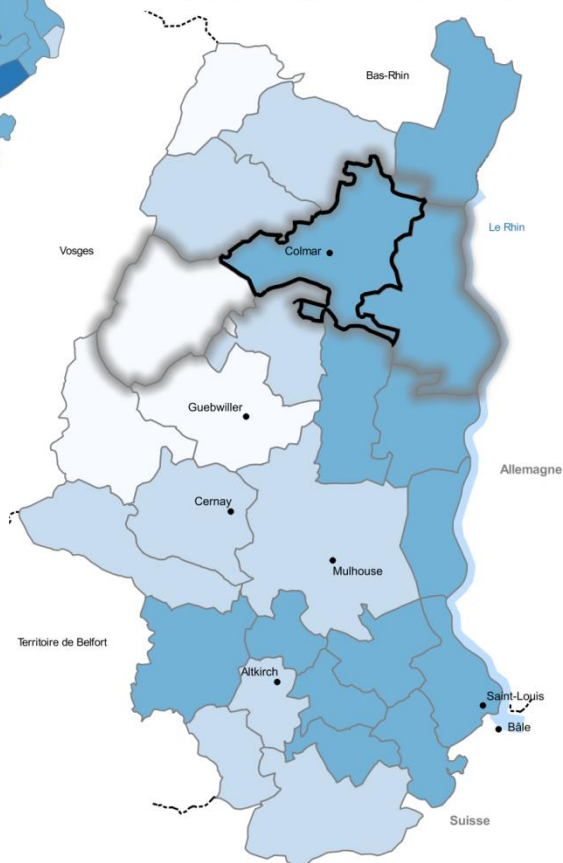 Bas-Rhin
Le Rhin
Vosges
Colmar
Guebwiller
Allemagne
Cernay
Mulhouse
Territoire de Belfort
Altkirch
Saint-Louis
Bâle
Suisse